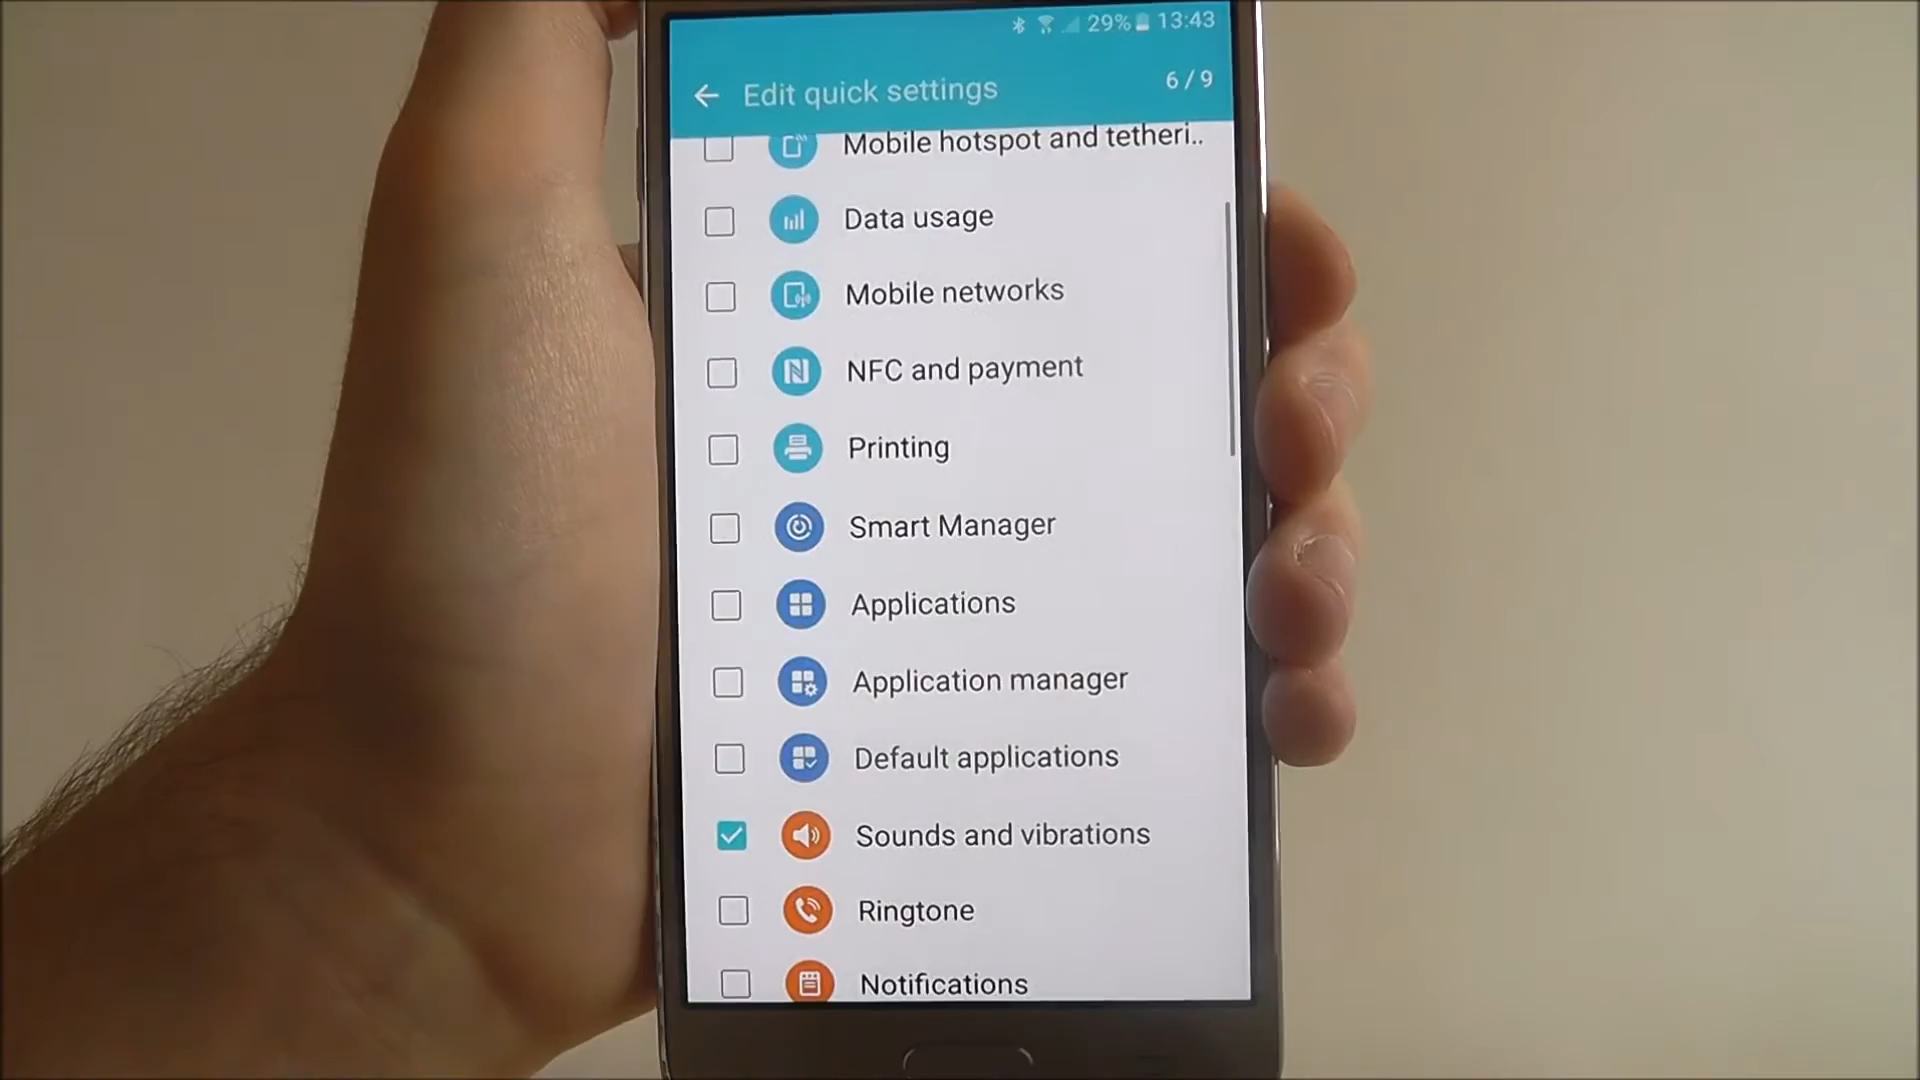 29% 13:43
Edit quick settings 6/9
Mobile hotspot and tetheri..
Data usage
Mobile networks
NFC and payment
Printing
Smart Manager
Applications
Application manager
Default applications
Sounds and vibrations
Ringtone
Notifications